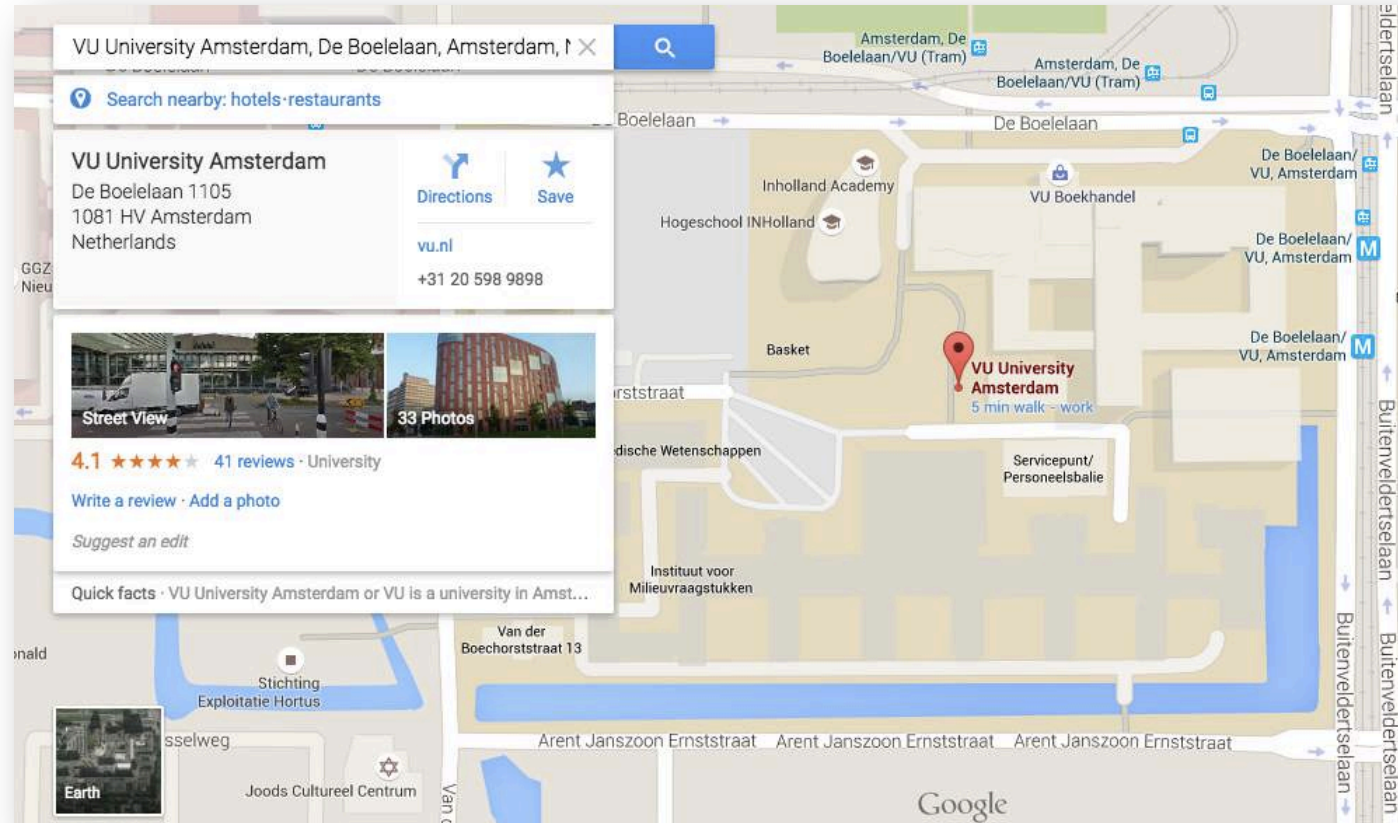 VU University Amsterdam, De Boelelaan, Amsterdam,
Search nearby: hotels·restaurants
VU University Amsterdam
De Boelelaan 1105
1081 HV Amsterdam
Netherlands
Directions
Save
vu.nl
+31 20 598 9898
Street View
33 Photos
4.1 ★★★★★ 41 reviews · University
Write a review · Add a photo
Suggest an edit
Quick facts · VU University Amsterdam or VU is a university in Amst...
Amsterdam, De
Boelelaan/VU (Tram)
Amsterdam, De
Boelelaan/VU (Tram)
Boelelaan
De Boelelaan
Inholland Academy
VU Boekhandel
Hogeschool INHolland
De Boelelaan/
VU, Amsterdam
De Boelelaan/
VU, Amsterdam
M
De Boelelaan/
VU, Amsterdam
M
GGZ
Nieu
Basket
VU University
Amsterdam
5 min walk - work
rststraat
dische Wetenschappen
Servicepunt/
Personeelsbalie
Instituut voor
Milieuvraagstukken
Van der
Boechorststraat 13
nald
Stichting
Exploitatie Hortus
sselweg
Arent Janszoon Ernststraat Arent Janszoon Ernststraat Arent Janszoon Ernststraat
Joods Cultureel Centrum
Earth
Van
Google
eldertselaan
Buitenveldertselaan
Buitenveldertselaan
Buitenveldertselaan